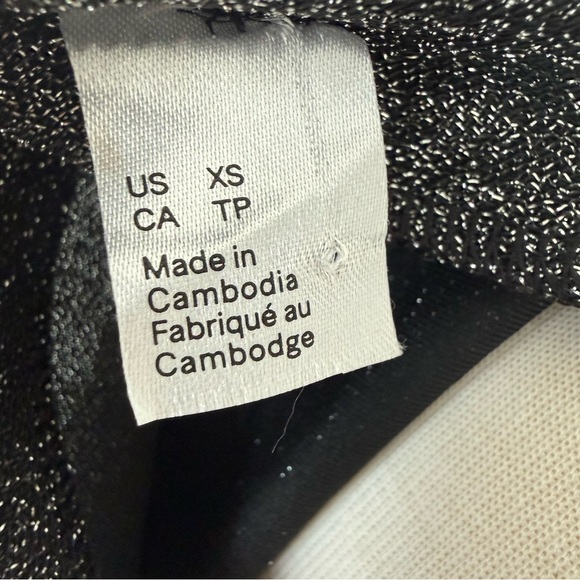 US XS
CA TP
Made in
Cambodia
Fabriqué au
Cambodge